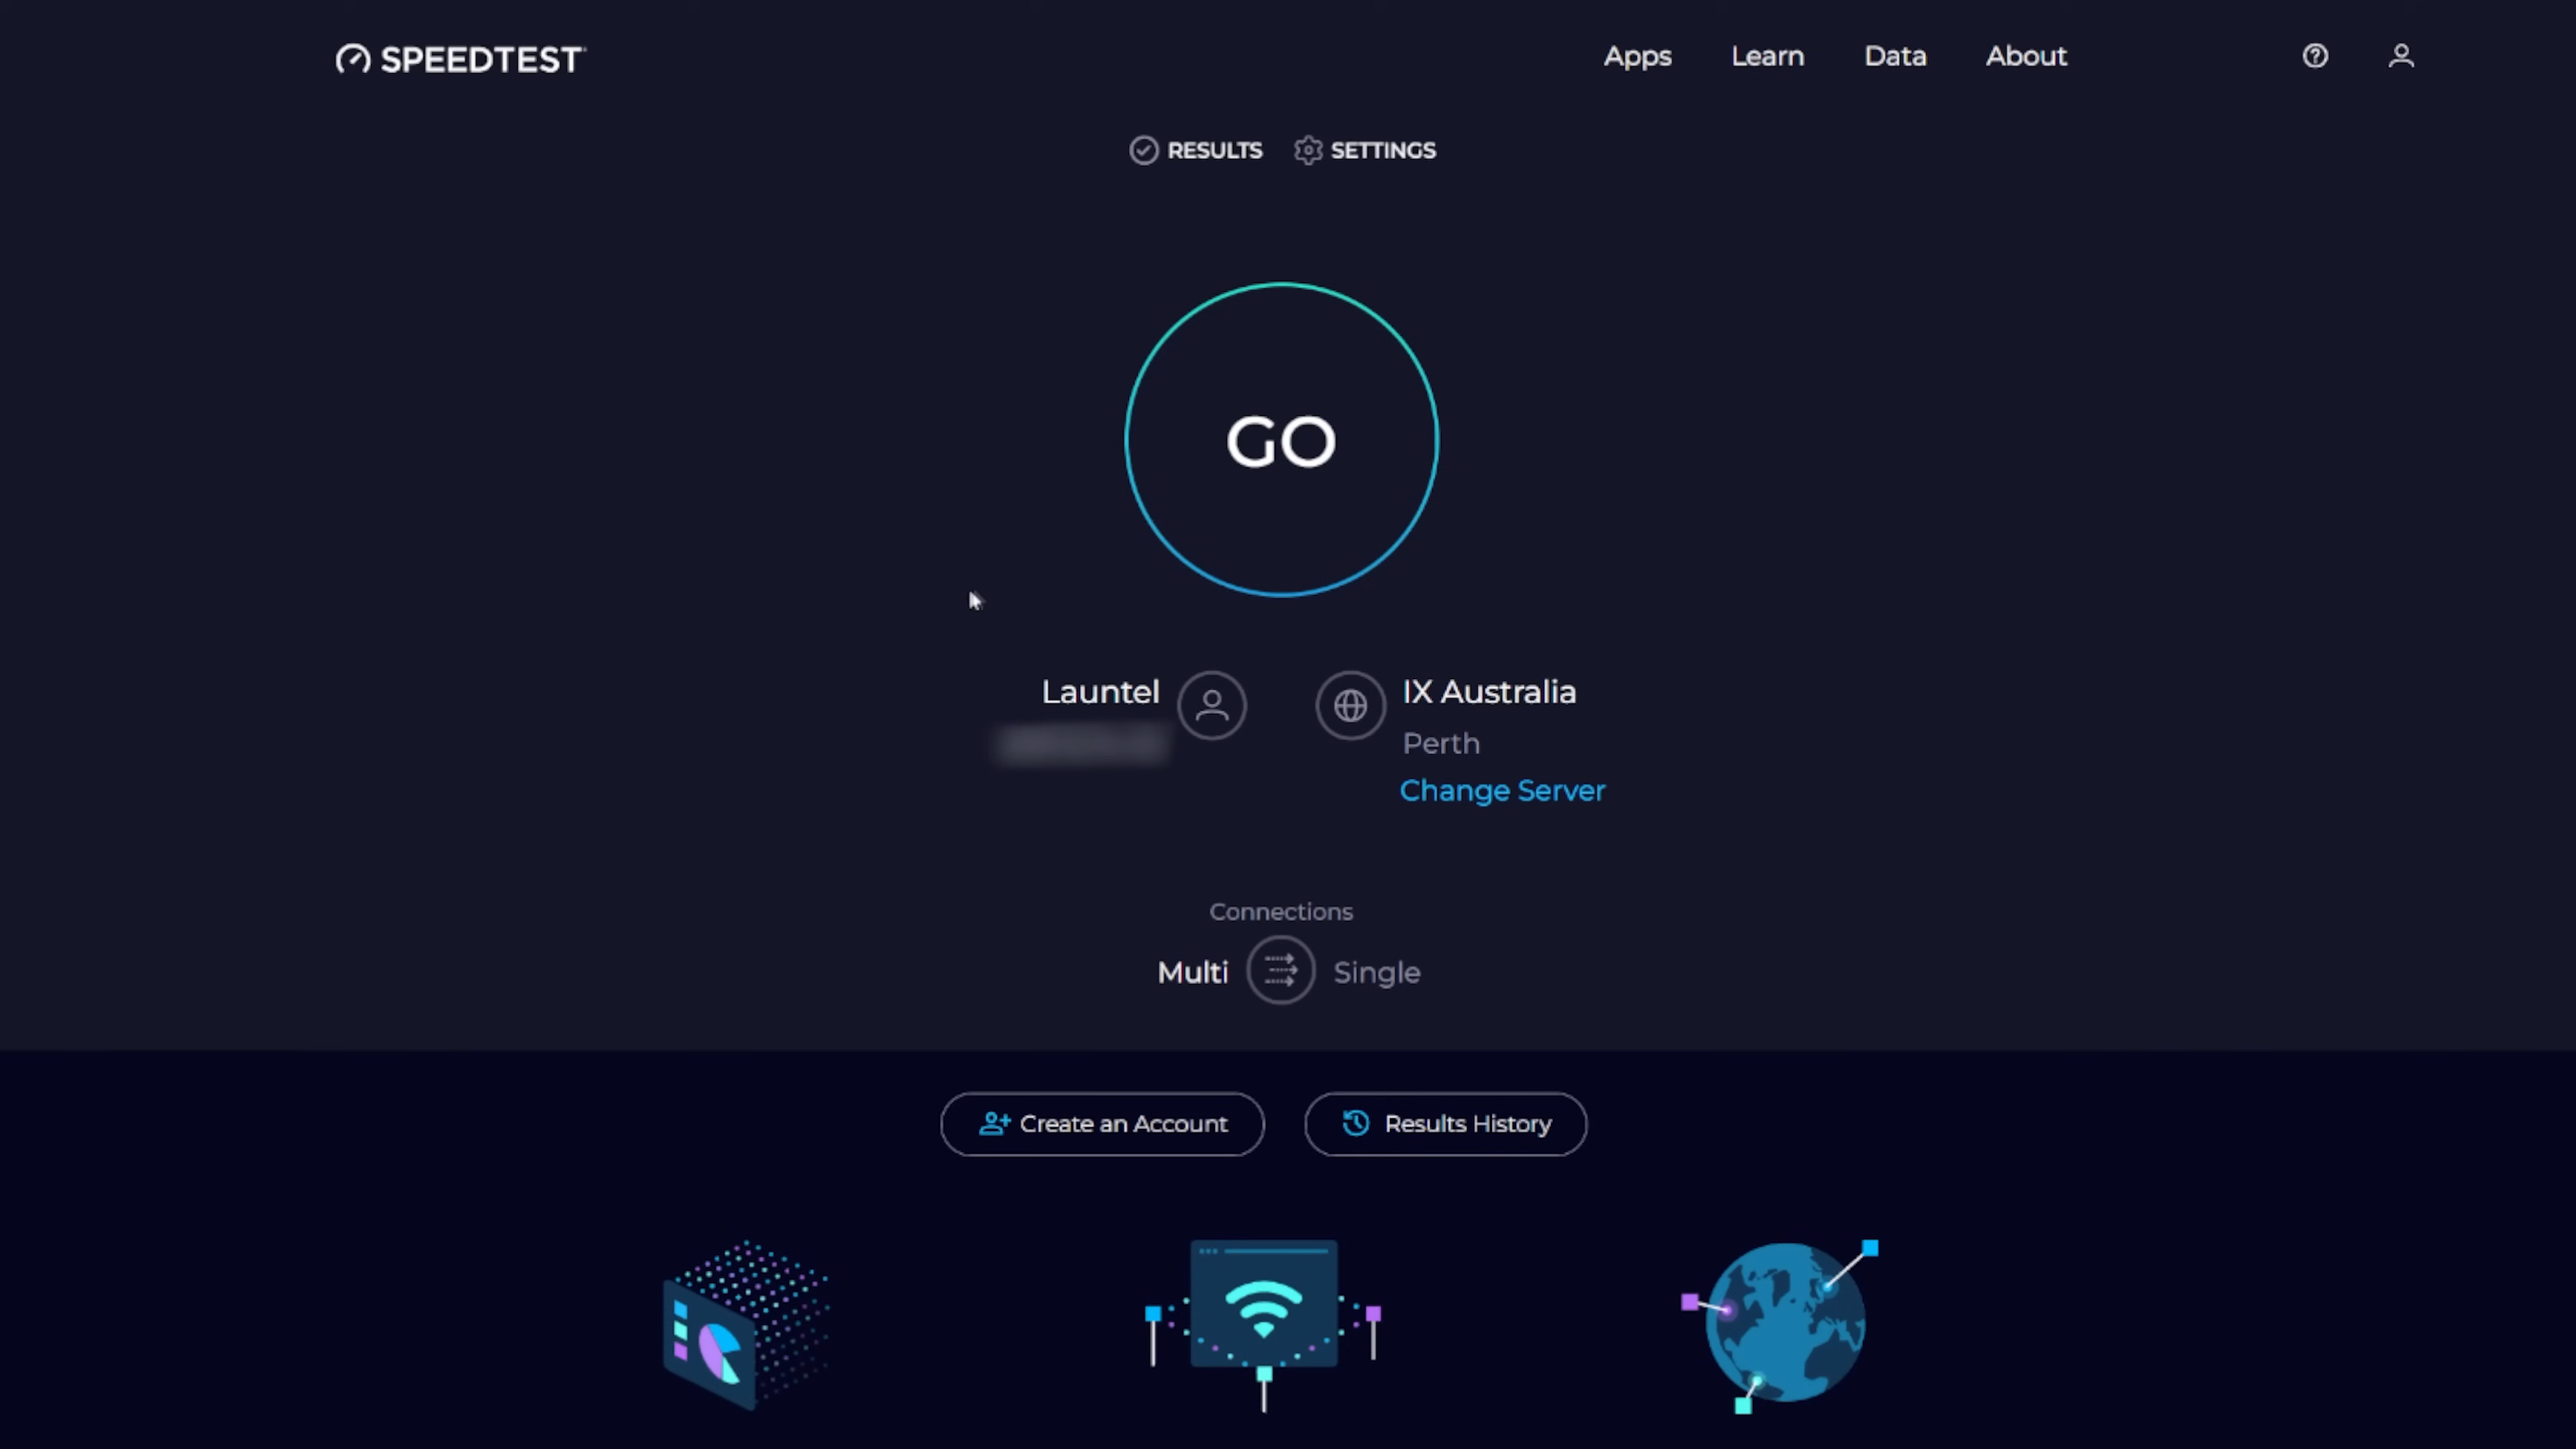 SPEEDTEST
Apps Learn Data About
RESULTS SETTINGS
GO
Launtel
IX Australia
Perth
Change Server
Connections
Multi Single
Create an Account Results History